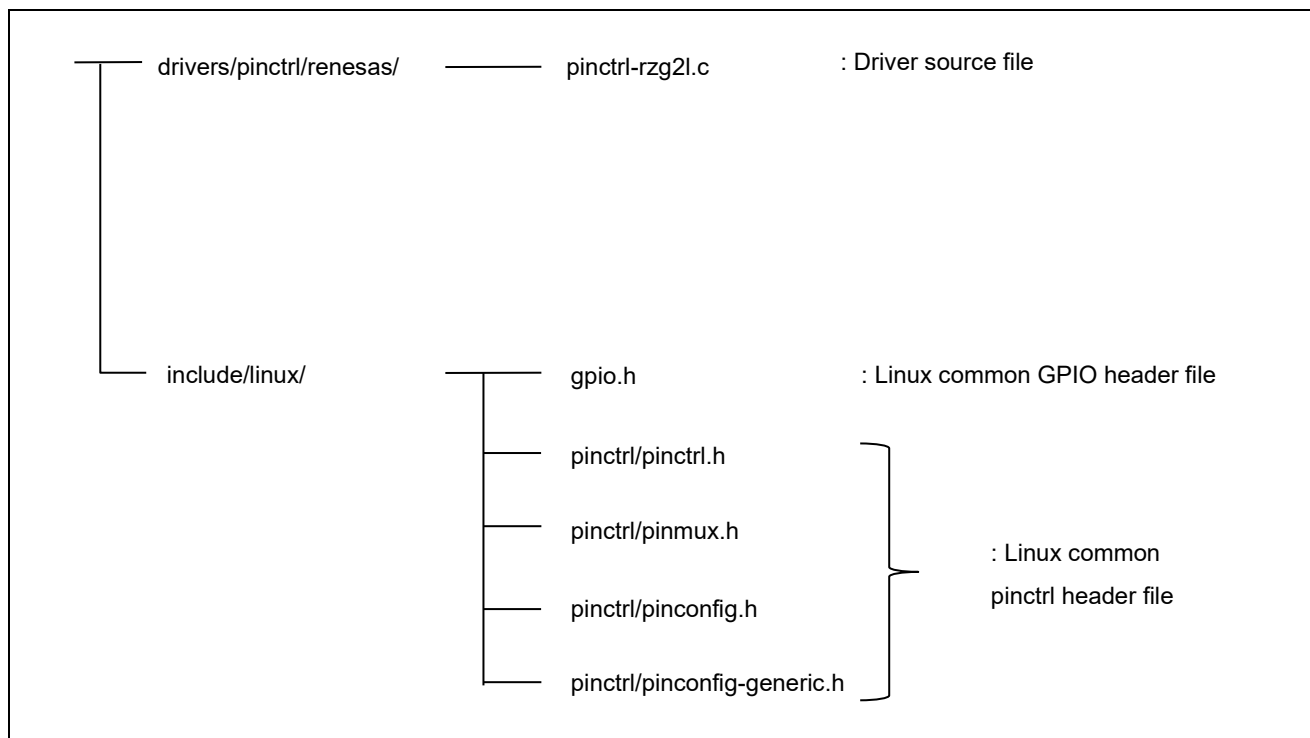 drivers/pinctrl/renesas/ pinctrl-rzg2l.c : Driver source file
include/linux/ gpio.h : Linux common GPIO header file
pinctrl/pinctrl.h
pinctrl/pinmux.h
: Linux common
pinctrl header file
pinctrl/pinconfig.h
pinctrl/pinconfig-generic.h